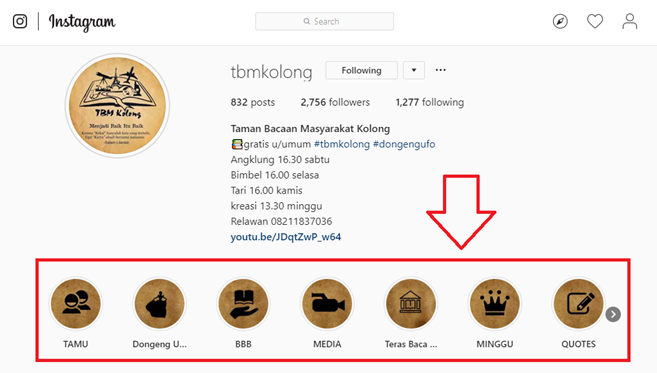 Instagram
Search
tbmkolong
Following
832 posts 2,756 followers 1,277 following
TBM Kolong
Menjadi Baik Itu Baik
Taman Bacaan Masyarakat Kolong
gratis u/umum #tbmkolong #dongengufo
Angklung 16.30 sabtu
Bimbel 16.00 selasa
Tari 16.00 kamis
kreasi 13.30 minggu
Relawan 08211837036
youtu.be/JDqtZwP_w64
TAMU
Dongeng U...
BBB
MEDIA
Teras Baca ...
MINGGU
QUOTES